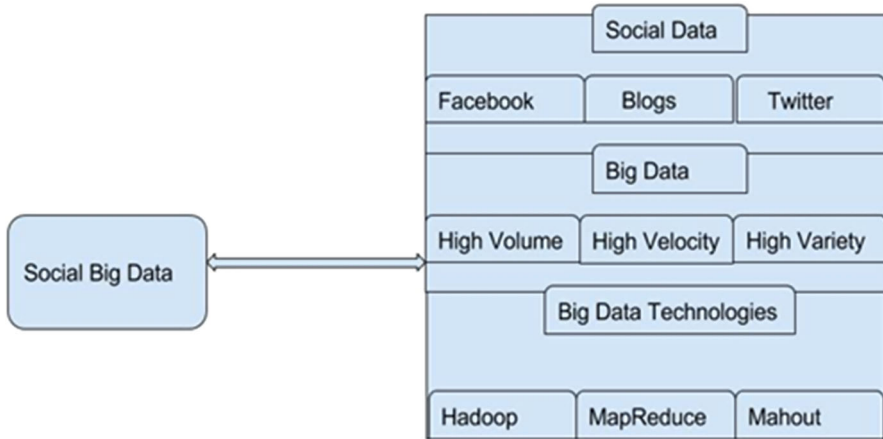 Social Data
Facebook
Blogs
Twitter
Big Data
High Volume
High Velocity
High Variety
Social Big Data
Big Data Technologies
Hadoop
MapReduce
Mahout